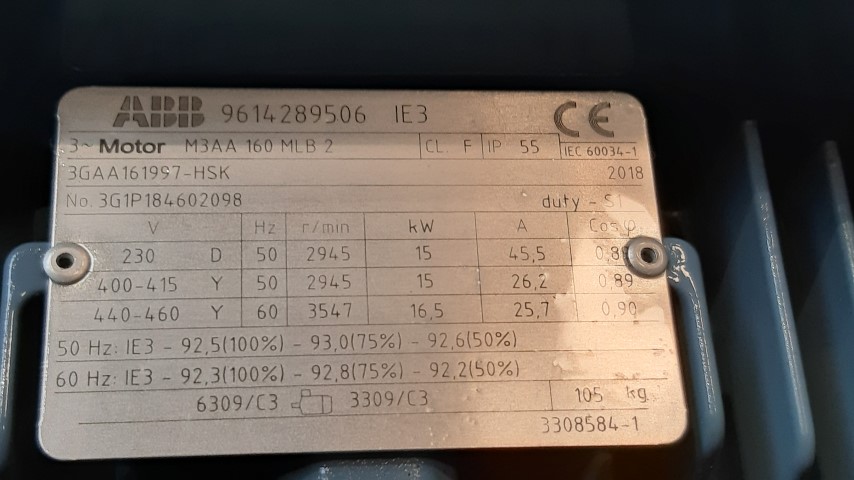 ABB 9614289506 IE3 CE
3~ Motor M3AA 160 MLB 2 CL. F IP 55 IEC 60034-1
3GAA161997-HSK 2018
No. 3G1P184602098 duty - S1
V Hz r/min kW A Cosφ
230 D 50 2945 15 45,5
400-415 Y 50 2945 15 26,2 0,89
440-460 Y 60 3547 16,5 25,7 0,90
50 Hz: IE3 - 92,5(100%) - 93,0(75%) - 92,6(50%)
60 Hz: IE3 - 92,3(100%) - 92,8(75%) - 92,2(50%)
6309/C3 3309/C3 105 kg
3308584-1